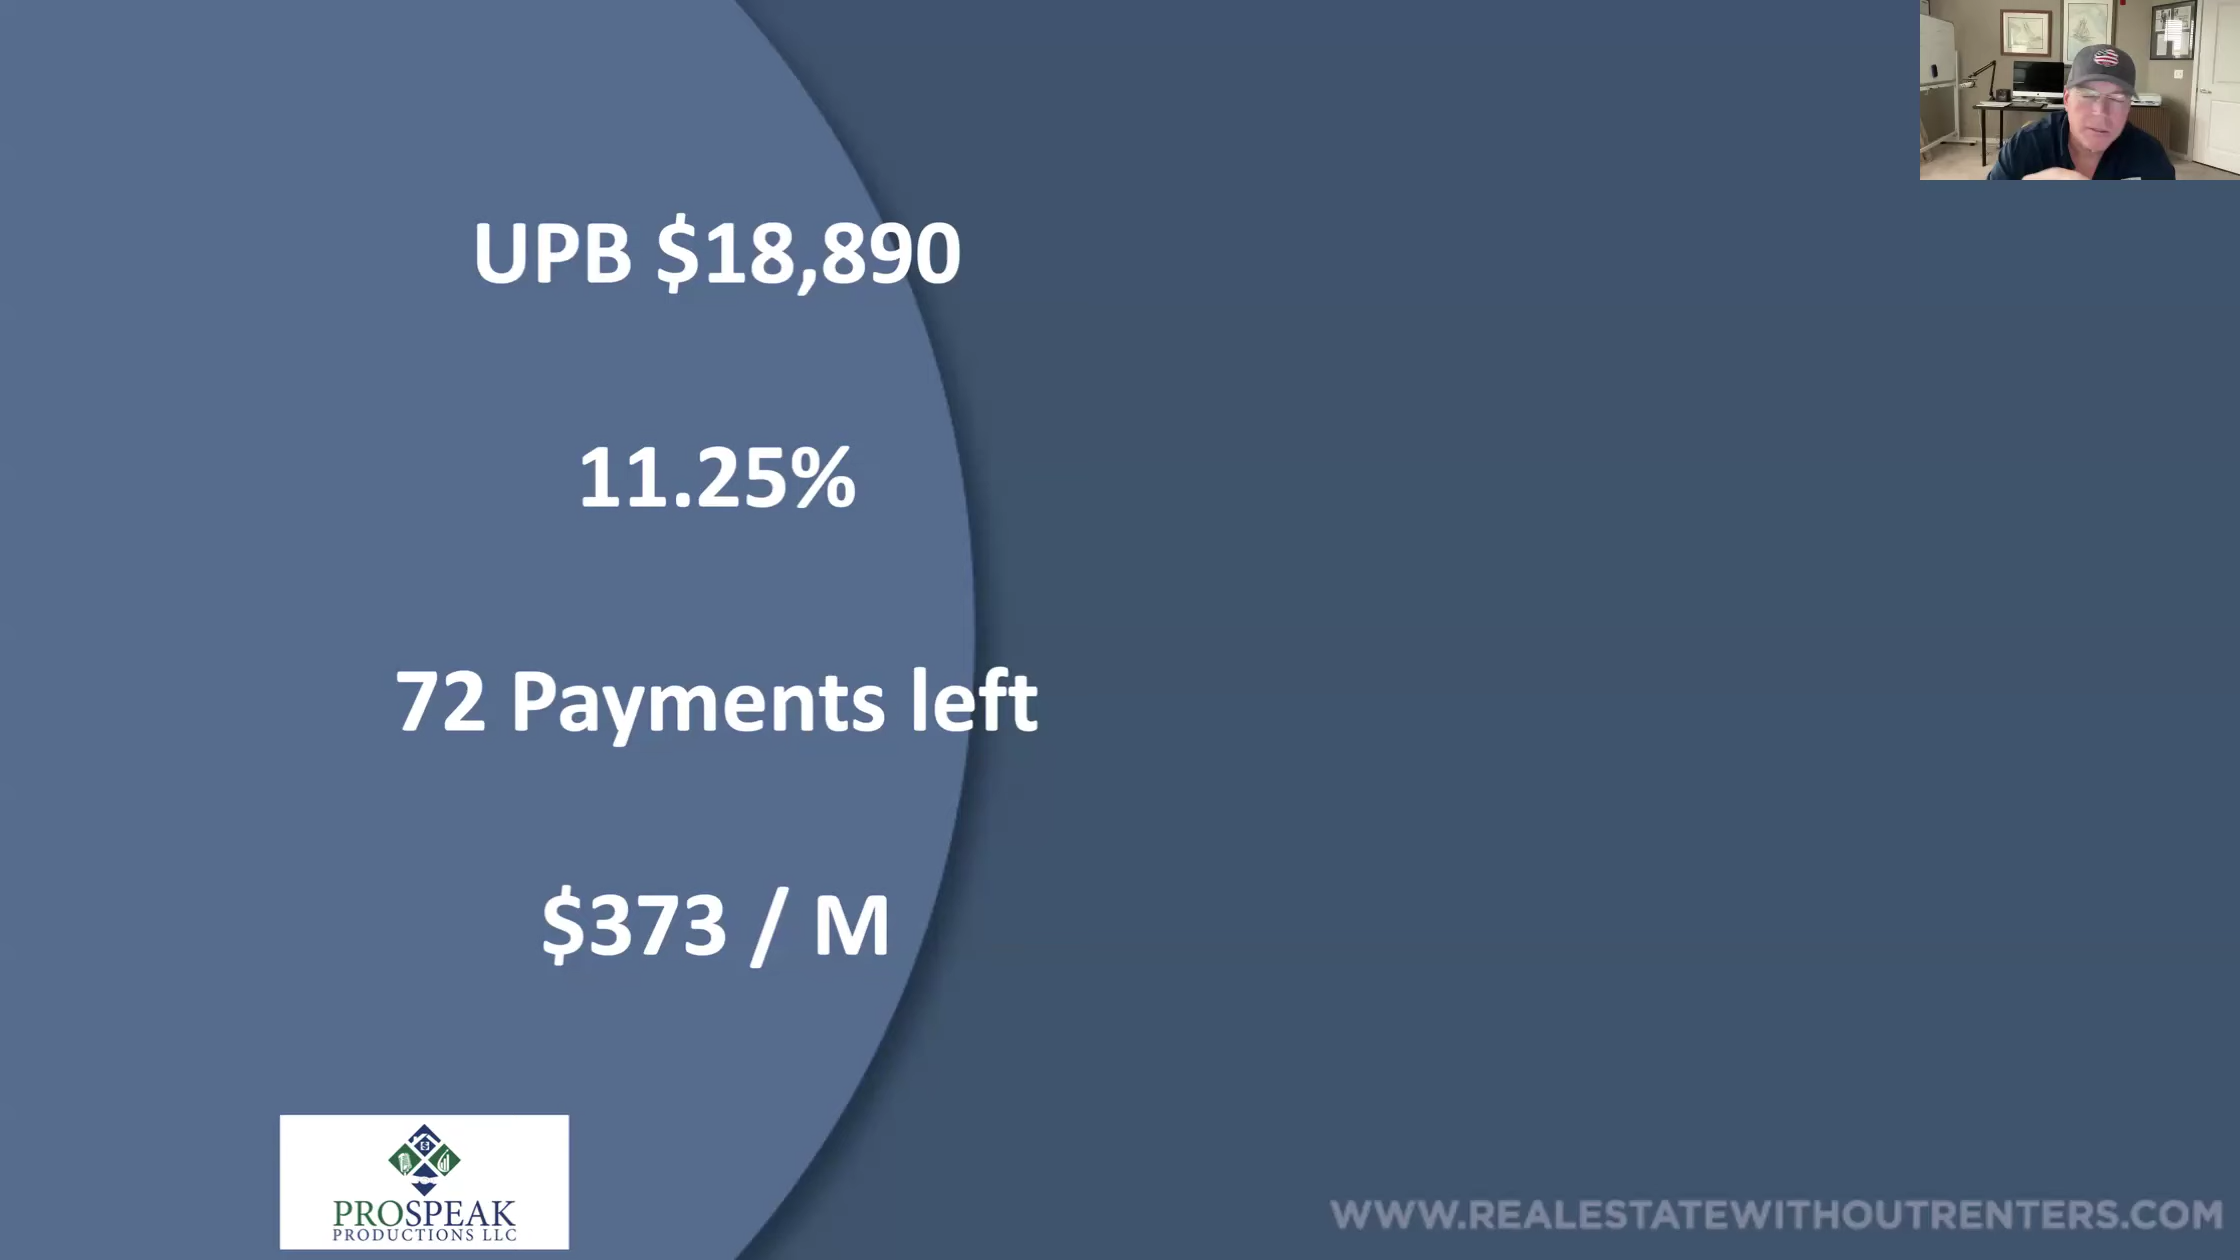 UPB $18,890
11.25%
72 Payments left
$373 / M
PROSPEAK
PRODUCTIONS LLC
WWW.REALESTATEWITHOUTRENTERS.COM